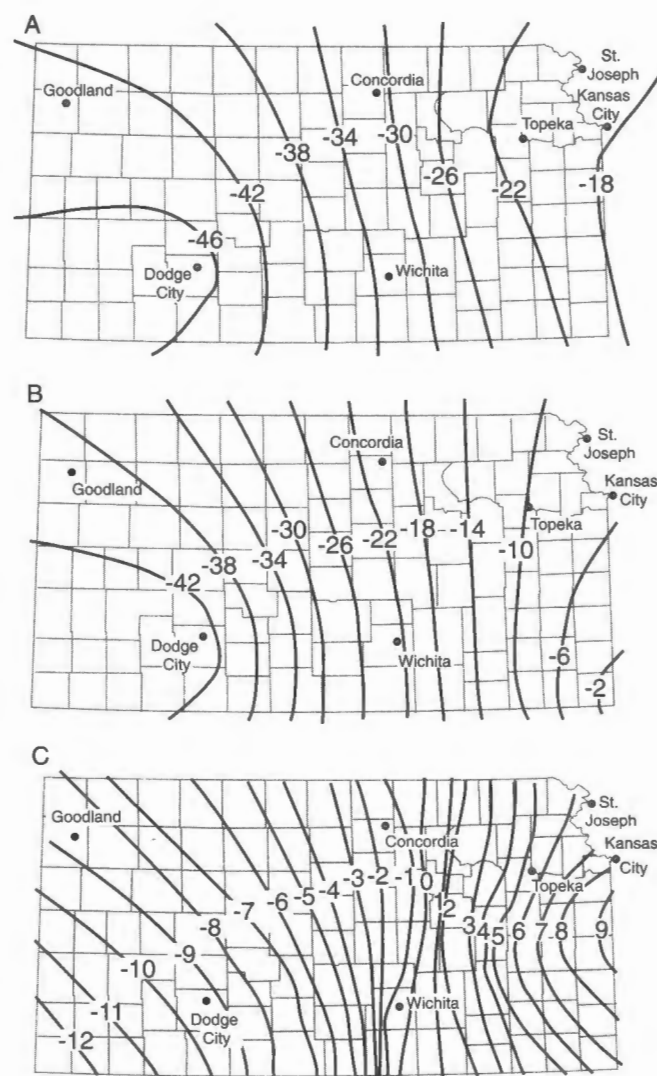 A
Goodland
Concordia
St.
Joseph
Kansas
City
Topeka
-46
-42
-38
-34
-30
-26
-22
-18
Dodge
City
Wichita
B
Goodland
Concordia
St.
Joseph
Kansas
City
Topeka
-42
-38
-34
-30
-26
-22
-18
-14
-10
-6
-2
Dodge
City
Wichita
C
Goodland
Concordia
St.
Joseph
Kansas
City
Topeka
-12
-11
-10
-9
-8
-7
-6
-5
-4
-3
-2
-1
0
1
2
3
4
5
6
7
8
9
Dodge
City
Wichita